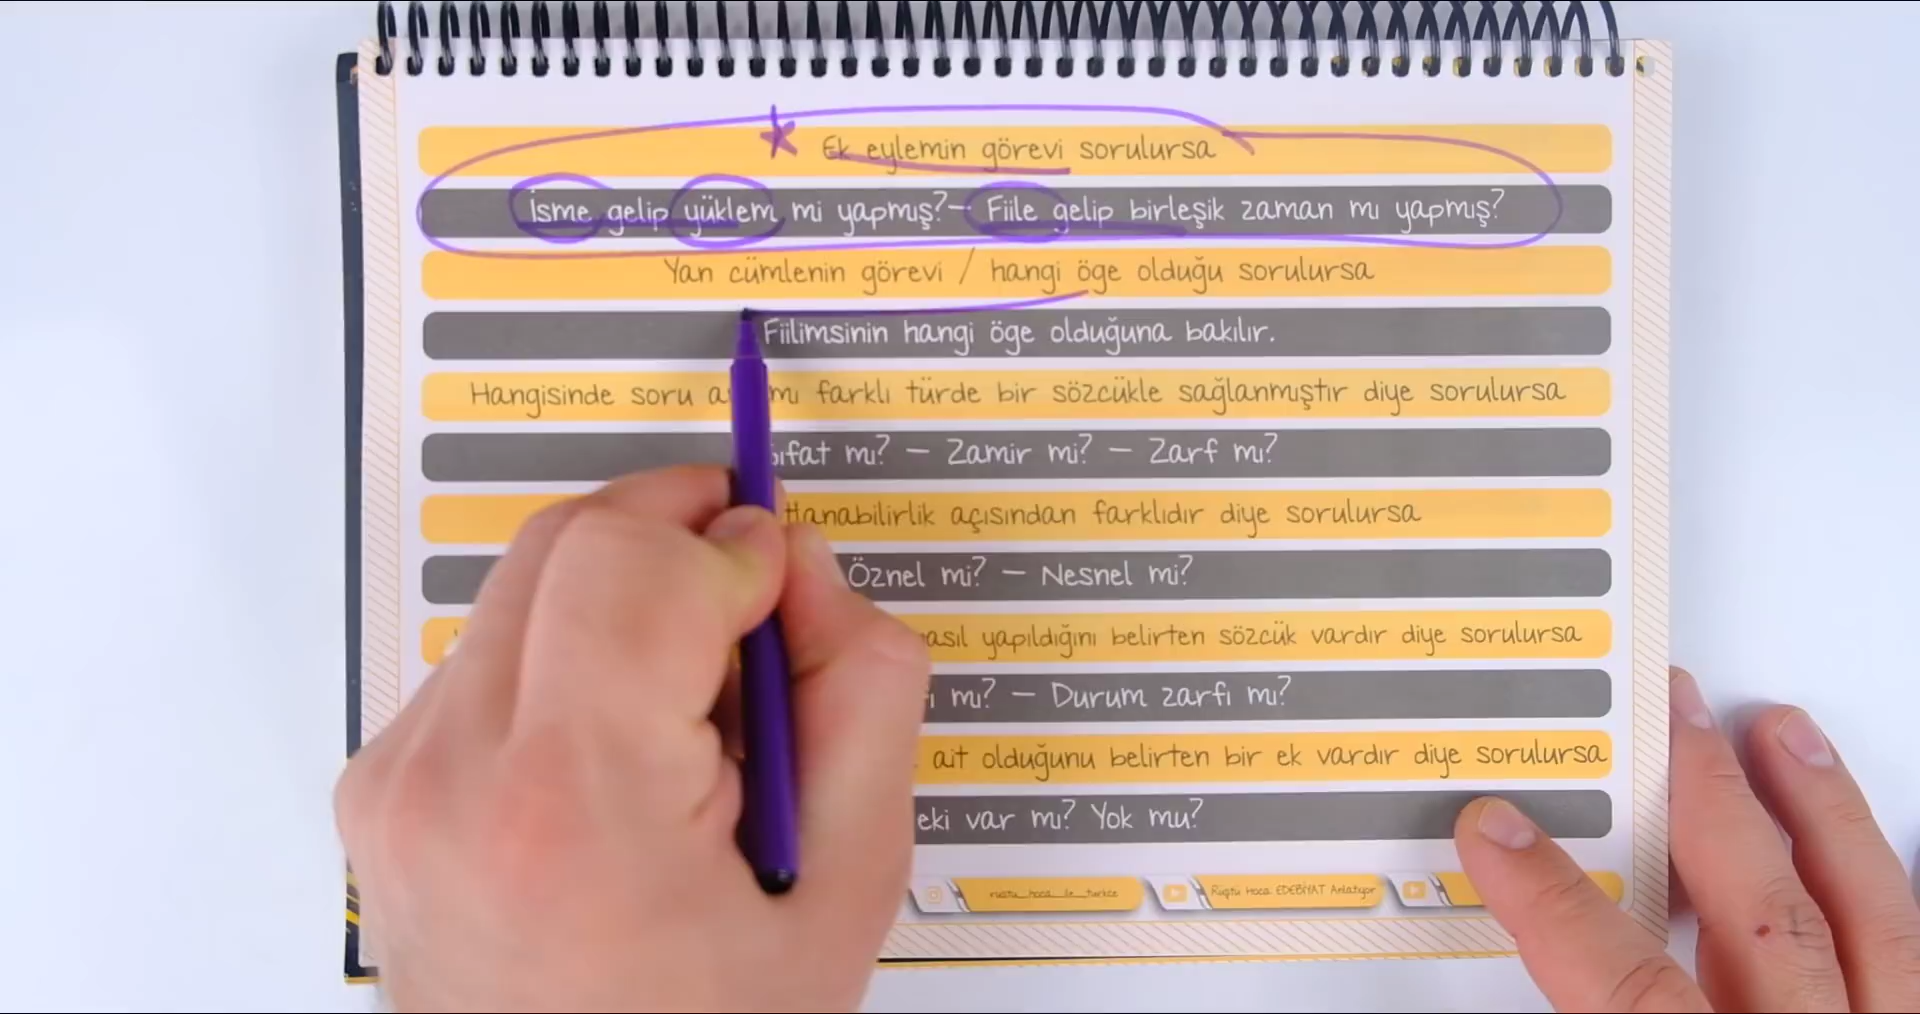 Ek eylemin görevi sorulursa
İsme gelip yüklem mi yapmış? – Fiile gelip birleşik zaman mı yapmış?
Yan cümlenin görevi / hangi öge olduğu sorulursa
Fiilimsinin hangi öge olduğuna bakılır.
Hangisinde soru farklı türde bir sözcükle sağlanmıştır diye sorulursa
mı? – Zamir mi? – Zarf mı?
açısından farklıdır diye sorulursa
Öznel mi? – Nesnel mi?
yapıldığını belirten sözcük vardır diye sorulursa
mı? – Durum zarfı mı?
ait olduğunu belirten bir ek vardır diye sorulursa
eki var mı? Yok mu?
rustu_hoca_ile_turkce
Rüştü Hoca EDEBİYAT Anlatıyor